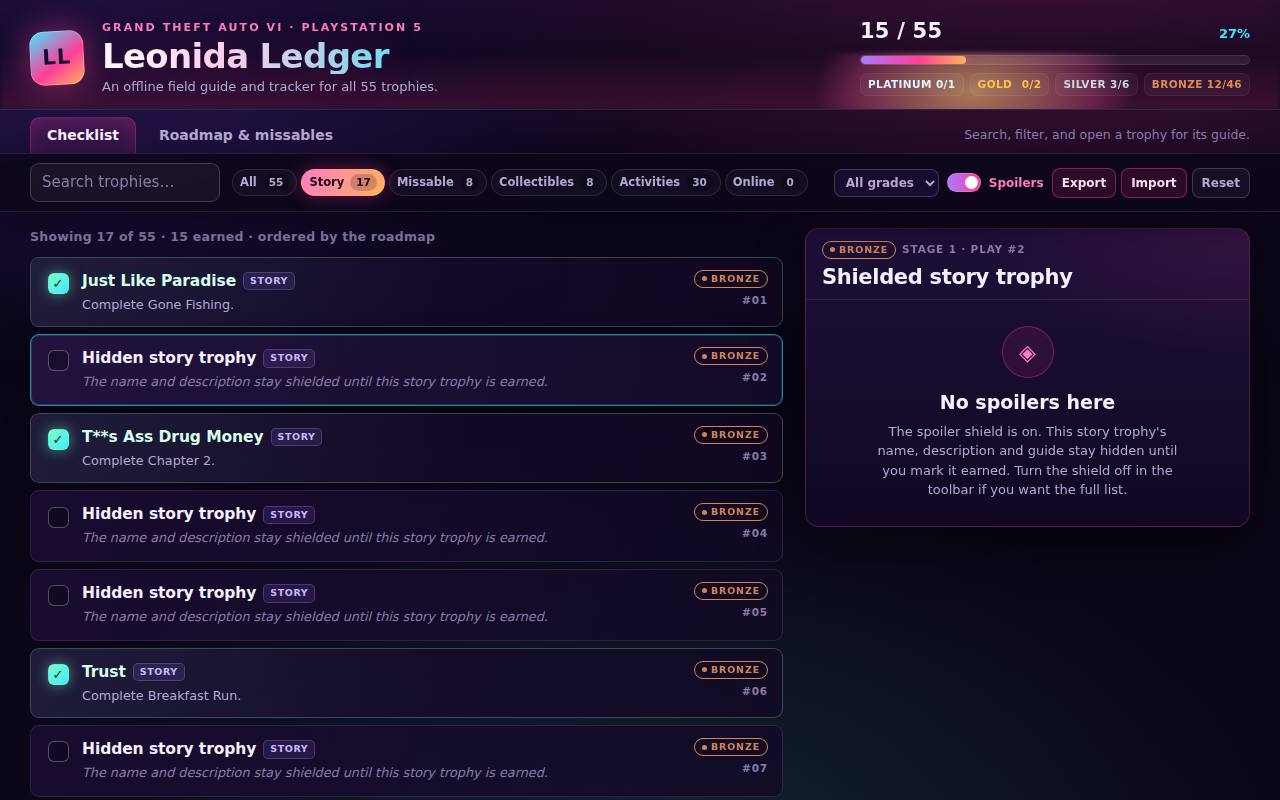 GRAND THEFT AUTO VI · PLAYSTATION 5
LL
Leonida Ledger
An offline field guide and tracker for all 55 trophies.
15 / 55
27%
PLATINUM 0/1
GOLD 0/2
SILVER 3/6
BRONZE 12/46
Checklist
Roadmap & missables
Search, filter, and open a trophy for its guide.
Search trophies...
All 55
Story 17
Missable 8
Collectibles 8
Activities 30
Online 0
All grades
Spoilers
Export
Import
Reset
Showing 17 of 55 · 15 earned · ordered by the roadmap
Just Like Paradise STORY
BRONZE
Complete Gone Fishing.
#01
Hidden story trophy STORY
BRONZE
The name and description stay shielded until this story trophy is earned.
#02
T**s Ass Drug Money STORY
BRONZE
Complete Chapter 2.
#03
Hidden story trophy STORY
BRONZE
The name and description stay shielded until this story trophy is earned.
#04
Hidden story trophy STORY
BRONZE
The name and description stay shielded until this story trophy is earned.
#05
Trust STORY
BRONZE
Complete Breakfast Run.
#06
Hidden story trophy STORY
BRONZE
The name and description stay shielded until this story trophy is earned.
#07
BRONZE STAGE 1 · PLAY #2
Shielded story trophy
No spoilers here
The spoiler shield is on. This story trophy's
name, description and guide stay hidden until
you mark it earned. Turn the shield off in the
toolbar if you want the full list.